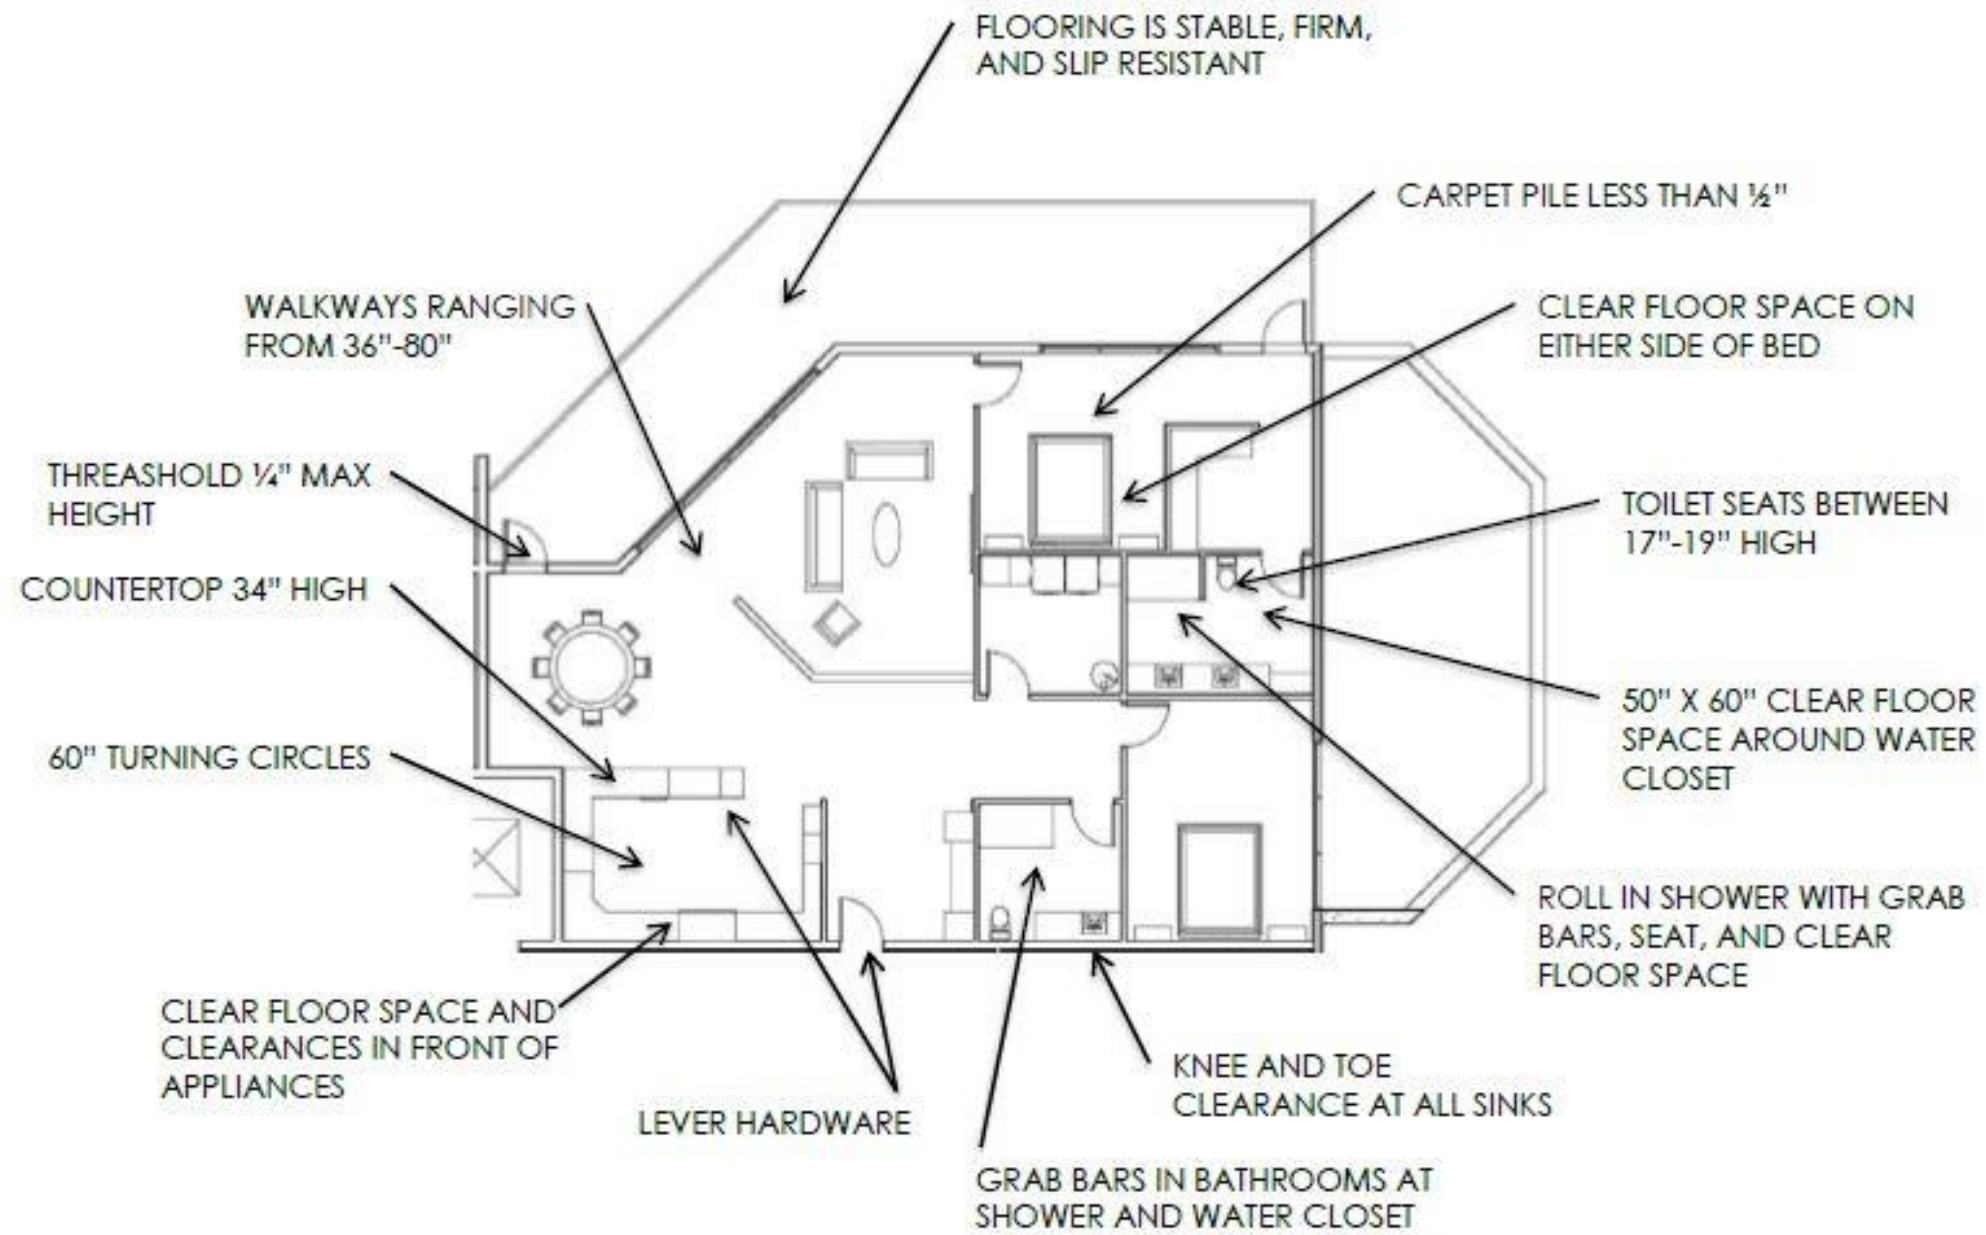 FLOORING IS STABLE, FIRM,
AND SLIP RESISTANT
CARPET PILE LESS THAN ½"
WALKWAYS RANGING
FROM 36"-80"
CLEAR FLOOR SPACE ON
EITHER SIDE OF BED
THREASHOLD ¼" MAX
HEIGHT
TOILET SEATS BETWEEN
17"-19" HIGH
COUNTERTOP 34" HIGH
50" X 60" CLEAR FLOOR
SPACE AROUND WATER
CLOSET
60" TURNING CIRCLES
ROLL IN SHOWER WITH GRAB
BARS, SEAT, AND CLEAR
FLOOR SPACE
CLEAR FLOOR SPACE AND
CLEARANCES IN FRONT OF
APPLIANCES
LEVER HARDWARE
KNEE AND TOE
CLEARANCE AT ALL SINKS
GRAB BARS IN BATHROOMS AT
SHOWER AND WATER CLOSET